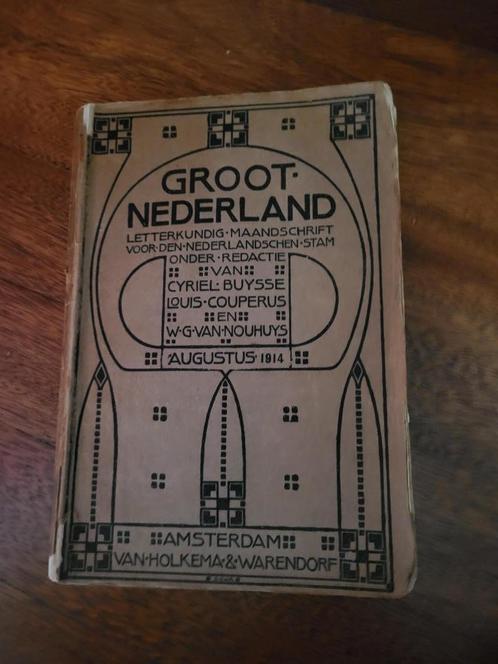 GROOT·
NEDERLAND
LETTERKUNDIG·MAANDSCHRIFT
VOOR·DEN·NEDERLANDSCHEN·STAM
ONDER·REDACTIE
VAN
CYRIEL·BUYSSE
LOUIS·COUPERUS
EN
W·G·VAN·NOUHUYS
AUGUSTUS 1914
AMSTERDAM
VAN·HOLKEMA·&·WARENDORF